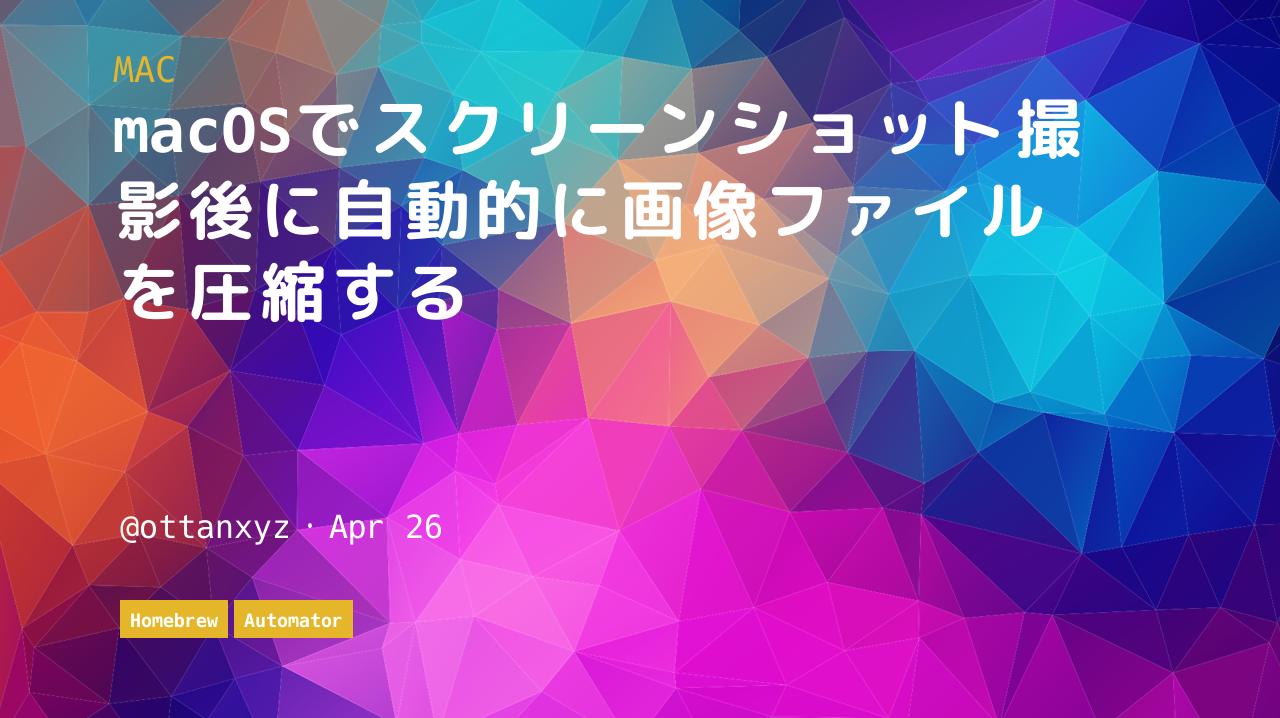 MAC
macOSでスクリーンショット撮
影後に自動的に画像ファイル
を圧縮する
@ottanxyz・Apr 26
Homebrew Automator